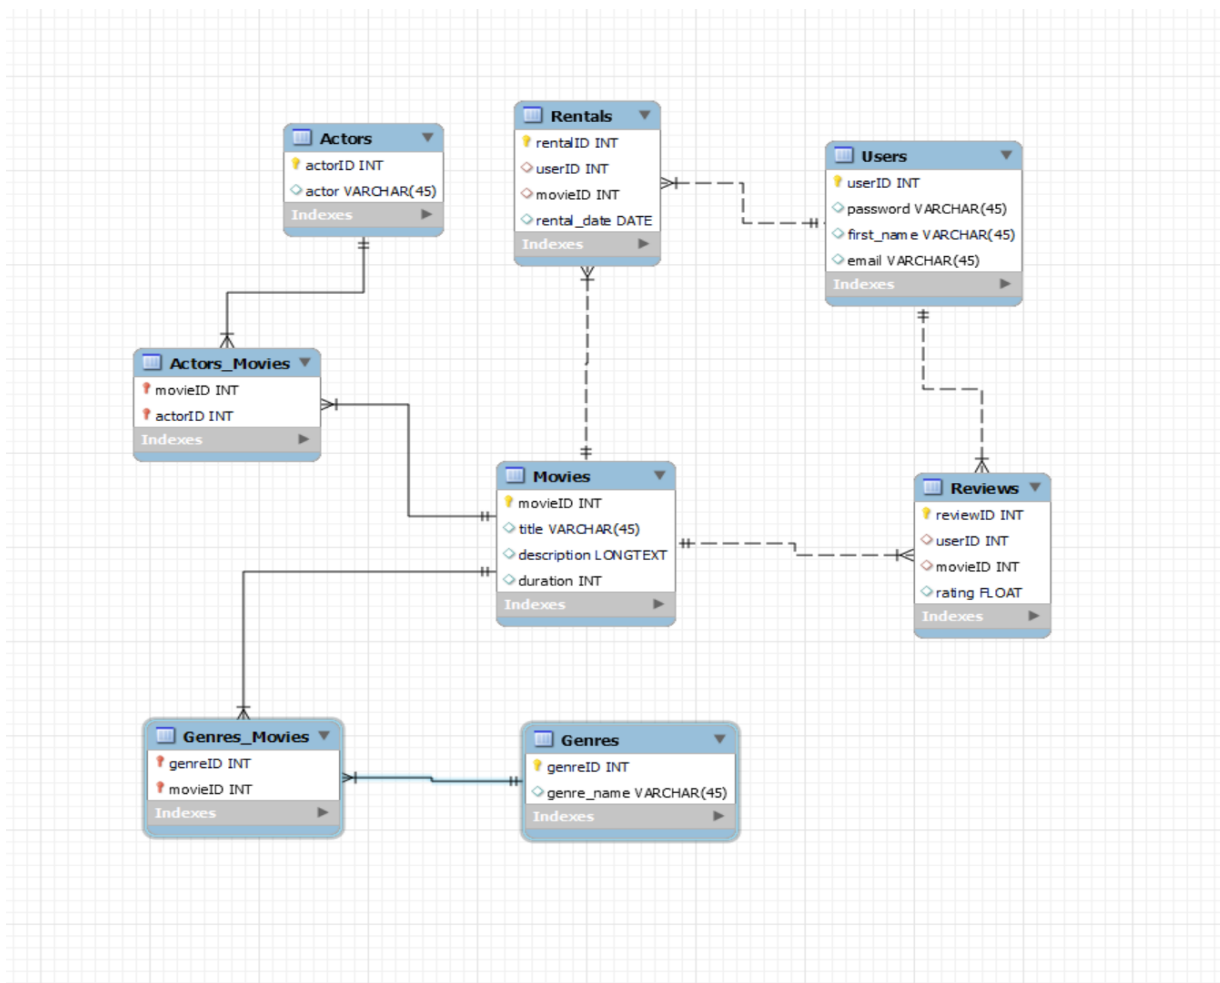 Actors
actorID INT
actor VARCHAR(45)
Indexes
Rentals
rentalID INT
userID INT
movieID INT
rental_date DATE
Indexes
Users
userID INT
password VARCHAR(45)
first_name VARCHAR(45)
email VARCHAR(45)
Indexes
Actors_Movies
movieID INT
actorID INT
Indexes
Movies
movieID INT
title VARCHAR(45)
description LONGTEXT
duration INT
Indexes
Reviews
reviewID INT
userID INT
movieID INT
rating FLOAT
Indexes
Genres_Movies
genreID INT
movieID INT
Indexes
Genres
genreID INT
genre_name VARCHAR(45)
Indexes